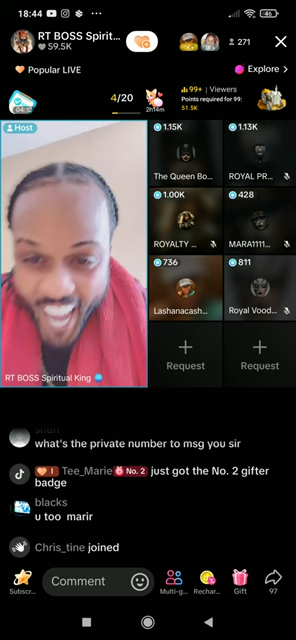 18:44
46
RT BOSS Spirit...
59.5K
271
Popular LIVE
Explore >
04:12
4/20
2h14m
99+ | Viewers
Points required for 99:
51.5K
Host
1.15K
The Queen Bo...
1.13K
ROYAL PR...
1.00K
ROYALTY ...
428
MARA1111...
736
Lashanacash...
811
Royal Vood...
RT BOSS Spiritual King
Request
Request
what's the private number to msg you sir
I Tee_Marie No. 2 just got the No. 2 gifter
badge
blacks
u too marir
Chris_tine joined
Comment
Subscr...
Multi-g...
Rechar...
Gift
97